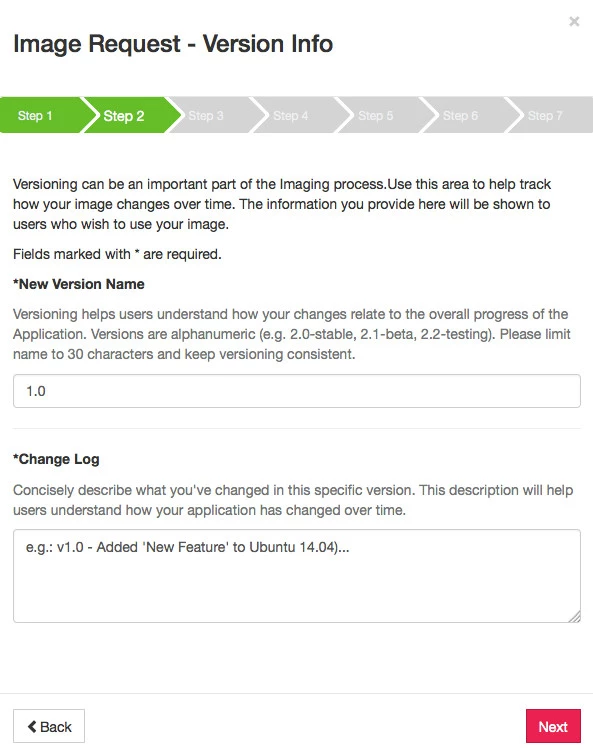 ×
Image Request - Version Info
Step 1 Step 2 Step 3 Step 4 Step 5 Step 6 Step 7
Versioning can be an important part of the Imaging process.Use this area to help track
how your image changes over time. The information you provide here will be shown to
users who wish to use your image.
Fields marked with * are required.
*New Version Name
Versioning helps users understand how your changes relate to the overall progress of the
Application. Versions are alphanumeric (e.g. 2.0-stable, 2.1-beta, 2.2-testing). Please limit
name to 30 characters and keep versioning consistent.
1.0
*Change Log
Concisely describe what you've changed in this specific version. This description will help
users understand how your application has changed over time.
e.g.: v1.0 - Added 'New Feature' to Ubuntu 14.04)...
Back Next